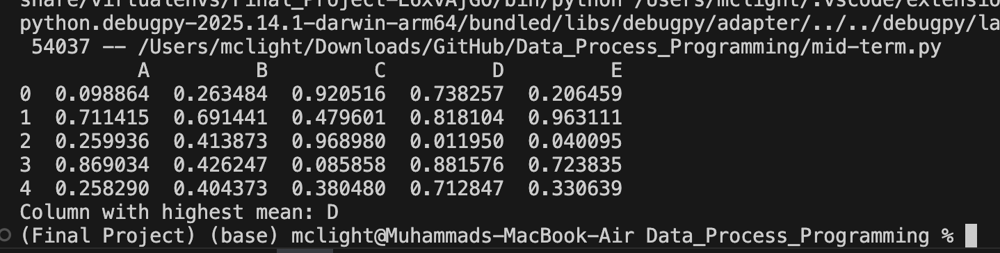 python.debugpy-2025.14.1-darwin-arm64/bundled/libs/debugpy/adapter/../../debugpy/la
 54037 -- /Users/mclight/Downloads/GitHub/Data_Process_Programming/mid-term.py
          A         B         C         D         E
0  0.098864  0.263484  0.920516  0.738257  0.206459
1  0.711415  0.691441  0.479601  0.818104  0.963111
2  0.259936  0.413873  0.968980  0.011950  0.040095
3  0.869034  0.426247  0.085858  0.881576  0.723835
4  0.258290  0.404373  0.380480  0.712847  0.330639
Column with highest mean: D
(Final Project) (base) mclight@Muhammads-MacBook-Air Data_Process_Programming %